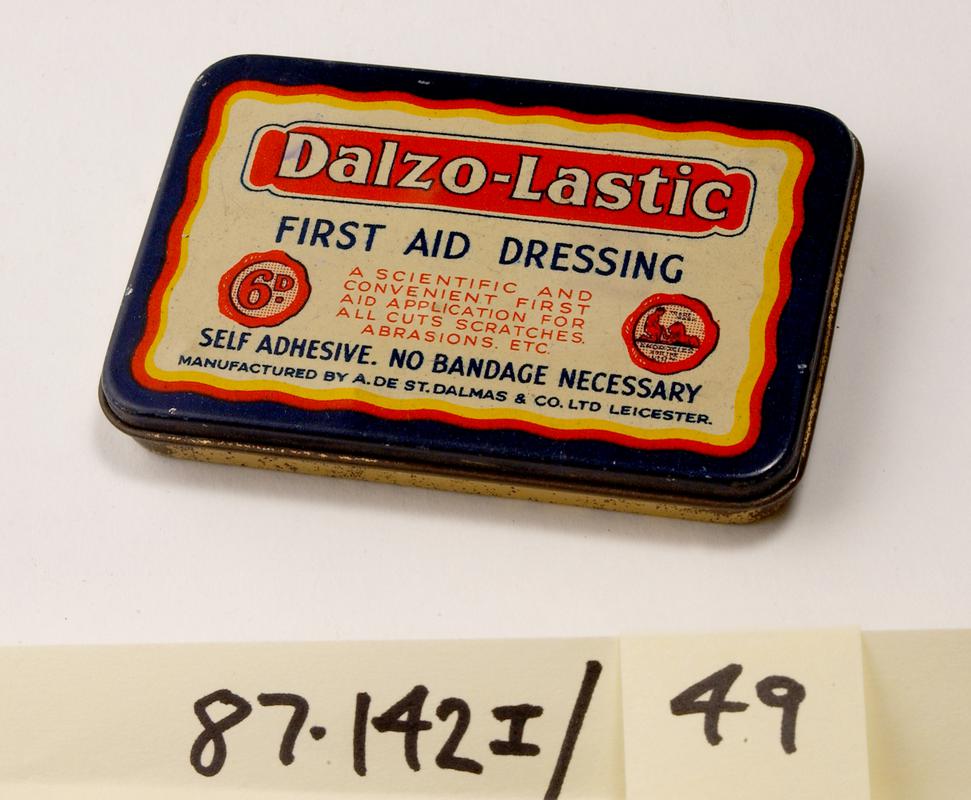 Dalzo-Lastic
FIRST AID DRESSING
6D
A SCIENTIFIC AND
CONVENIENT FIRST
AID APPLICATION FOR
ALL CUTS SCRATCHES,
ABRASIONS. ETC.
SELF ADHESIVE. NO BANDAGE NECESSARY
MANUFACTURED BY A. DE ST. DALMAS & CO. LTD LEICESTER.
87.142I/ 49